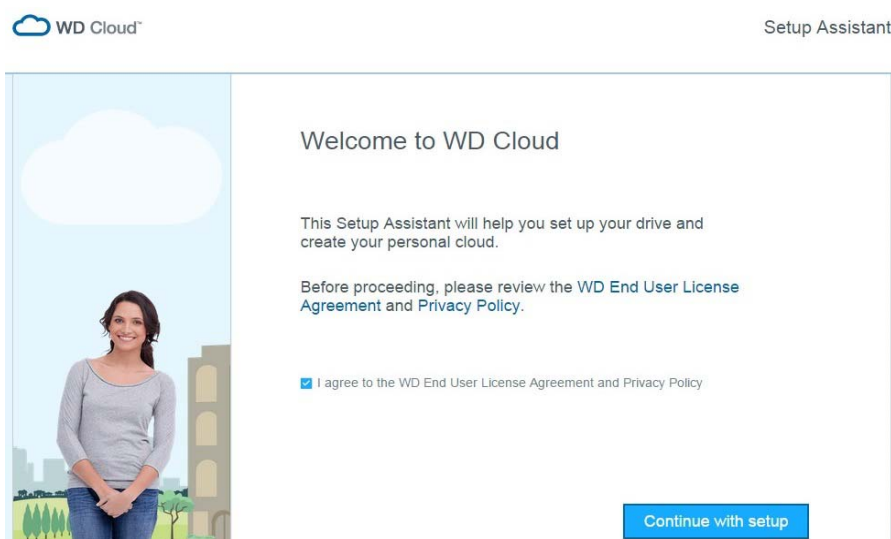 WD Cloud™
Setup Assistant
Welcome to WD Cloud
This Setup Assistant will help you set up your drive and
create your personal cloud.
Before proceeding, please review the WD End User License
Agreement and Privacy Policy.
I agree to the WD End User License Agreement and Privacy Policy
Continue with setup